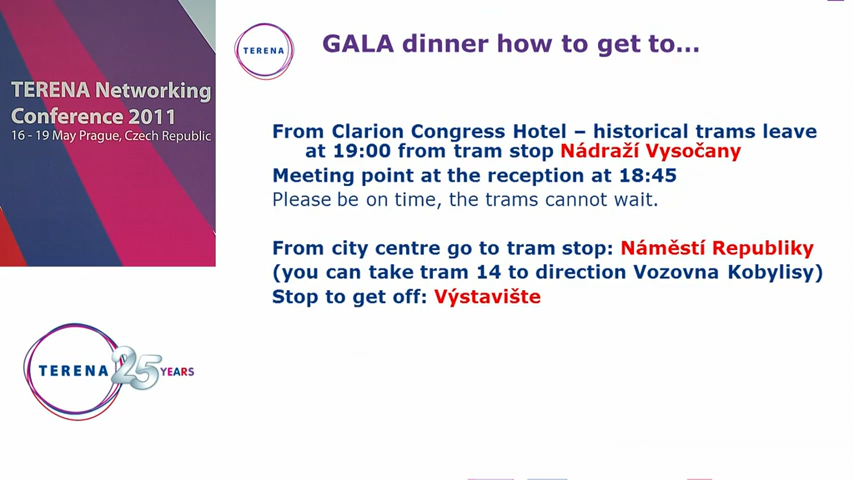 TERENA Networking
Conference 2011
16 - 19 May Prague, Czech Republic
TERENA
GALA dinner how to get to...
From Clarion Congress Hotel – historical trams leave
at 19:00 from tram stop Nádraží Vysočany
Meeting point at the reception at 18:45
Please be on time, the trams cannot wait.
From city centre go to tram stop: Náměstí Republiky
(you can take tram 14 to direction Vozovna Kobylisy)
Stop to get off: Výstavište
TERENA 25 YEARS